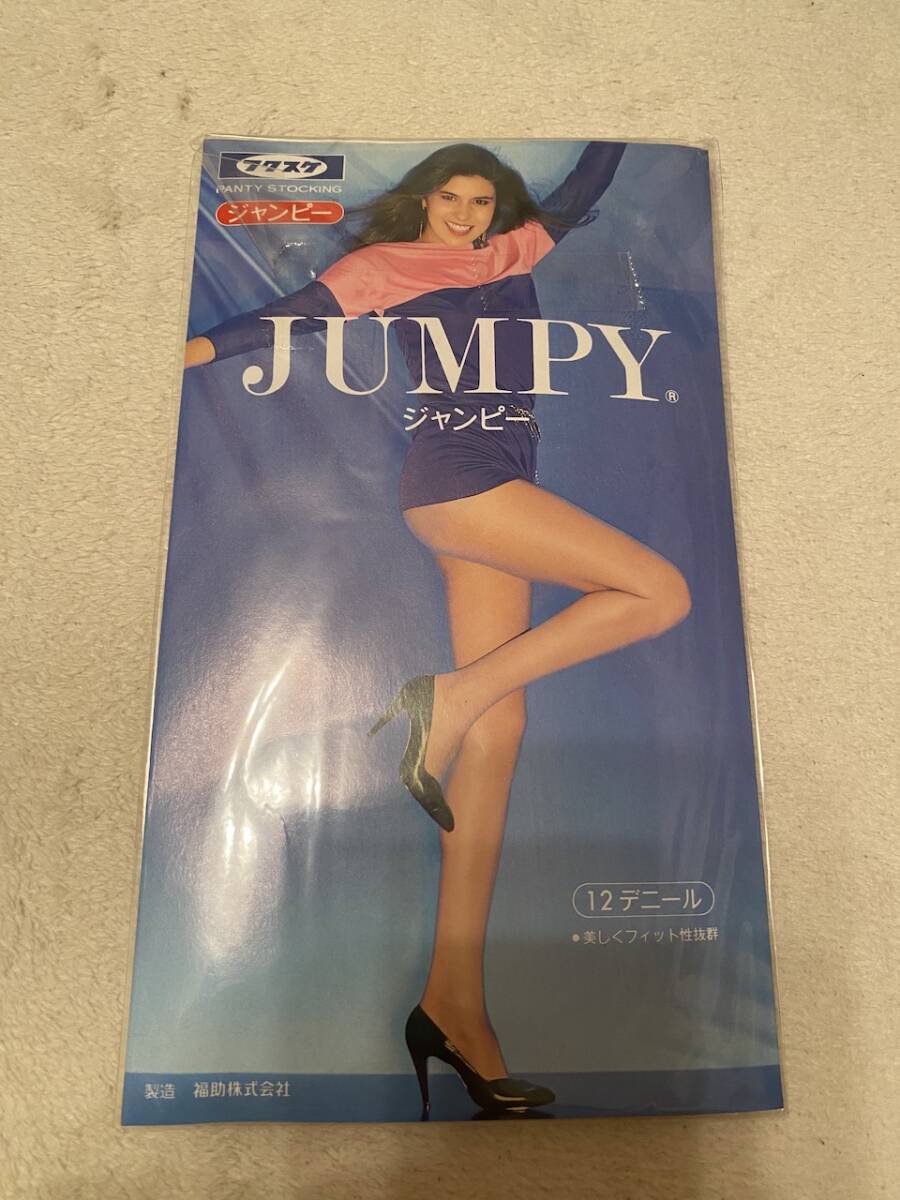 フクスケ
PANTY STOCKING
ジャンピー
JUMPY®
ジャンピー
12デニール
●美しくフィット性抜群
製造 福助株式会社